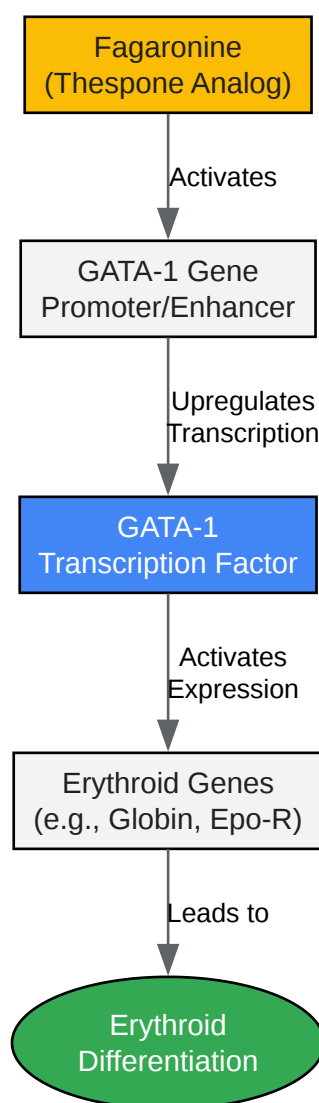 Fagaronine
(Thespone Analog)
Activates
GATA-1 Gene
Promoter/Enhancer
Upregulates
Transcription
GATA-1
Transcription Factor
Activates
Expression
Erythroid Genes
(e.g., Globin, Epo-R)
Leads to
Erythroid
Differentiation